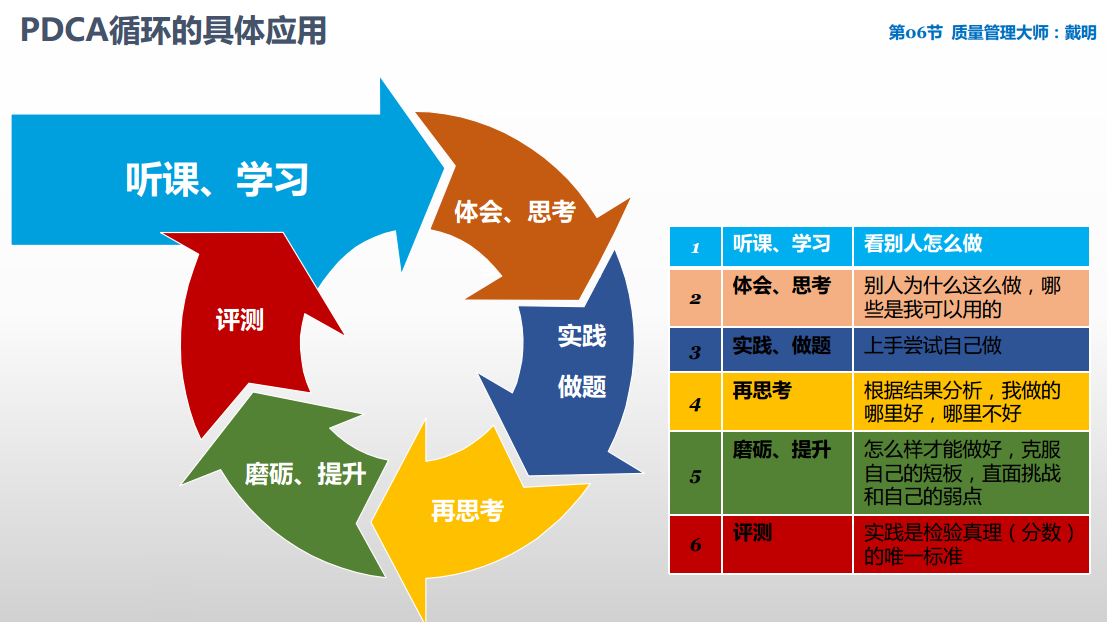 PDCA循环的具体应用
第06节 质量管理大师：戴明
听课、学习
体会、思考
实践
做题
再思考
磨砺、提升
评测
1 听课、学习 看别人怎么做
2 体会、思考 别人为什么这么做，哪
些是我可以用的
3 实践、做题 上手尝试自己做
4 再思考 根据结果分析，我做的
哪里好，哪里不好
5 磨砺、提升 怎么样才能做好，克服
自己的短板，直面挑战
和自己的弱点
6 评测 实践是检验真理（分数）
的唯一标准